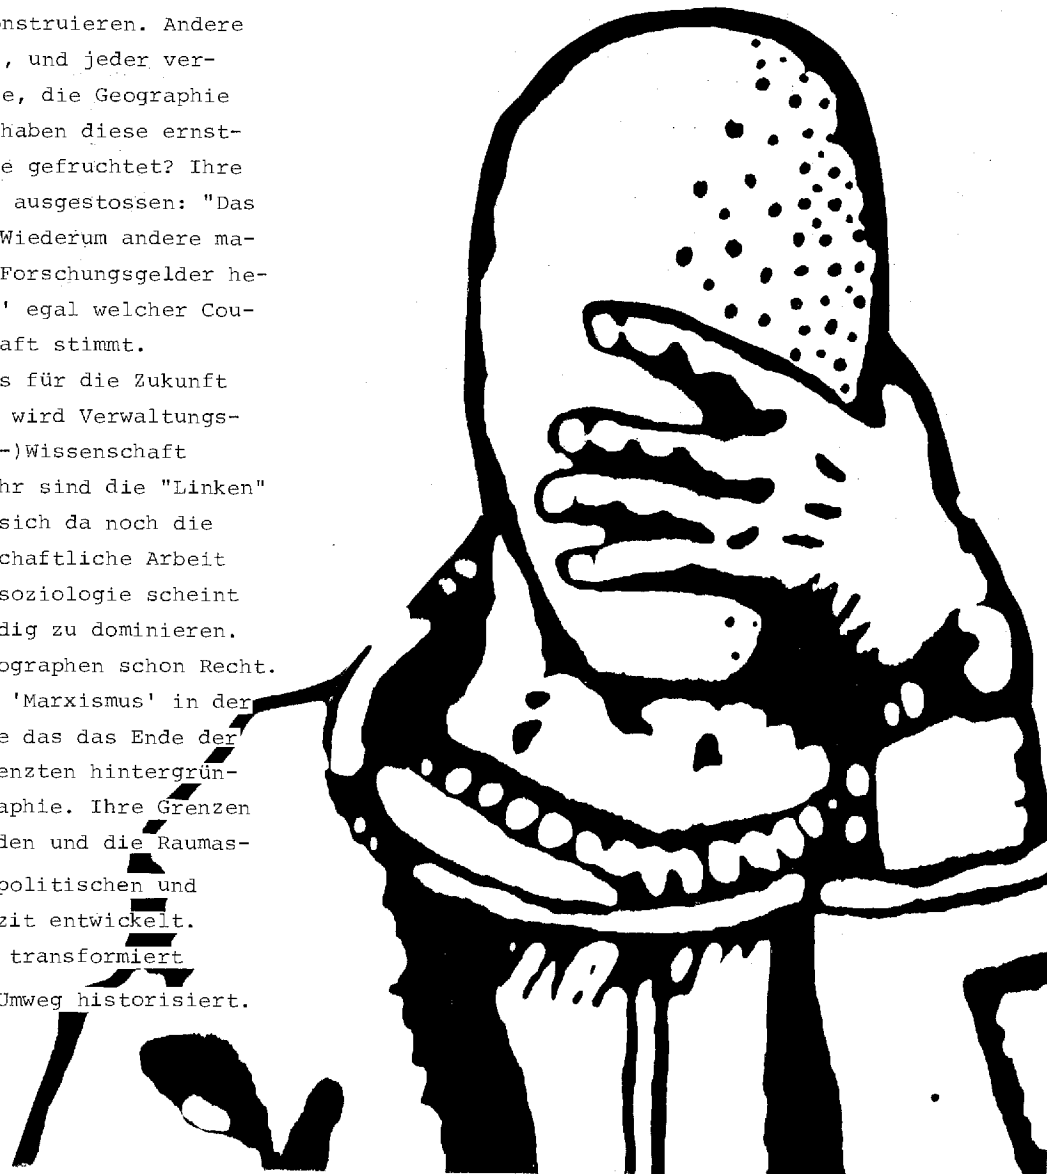 nstruieren. Andere
, und jeder ver-
e, die Geographie
haben diese ernst-
e gefruchtet? Ihre
ausgestossen: "Das
Wiederum andere ma-
Forschungsgelder he-
' egal welcher Cou-
aft stimmt.
s für die Zukunft
wird Verwaltungs-
-)Wissenschaft
hr sind die "Linken"
sich da noch die
chaftliche Arbeit
soziologie scheint
dig zu dominieren.
ographen schon Recht.
'Marxismus' in der
e das das Ende der
enzten hintergrün-
aphie. Ihre Grenzen
den und die Raumas-
politischen und
zit entwickelt.
transformiert
Umweg historisiert.